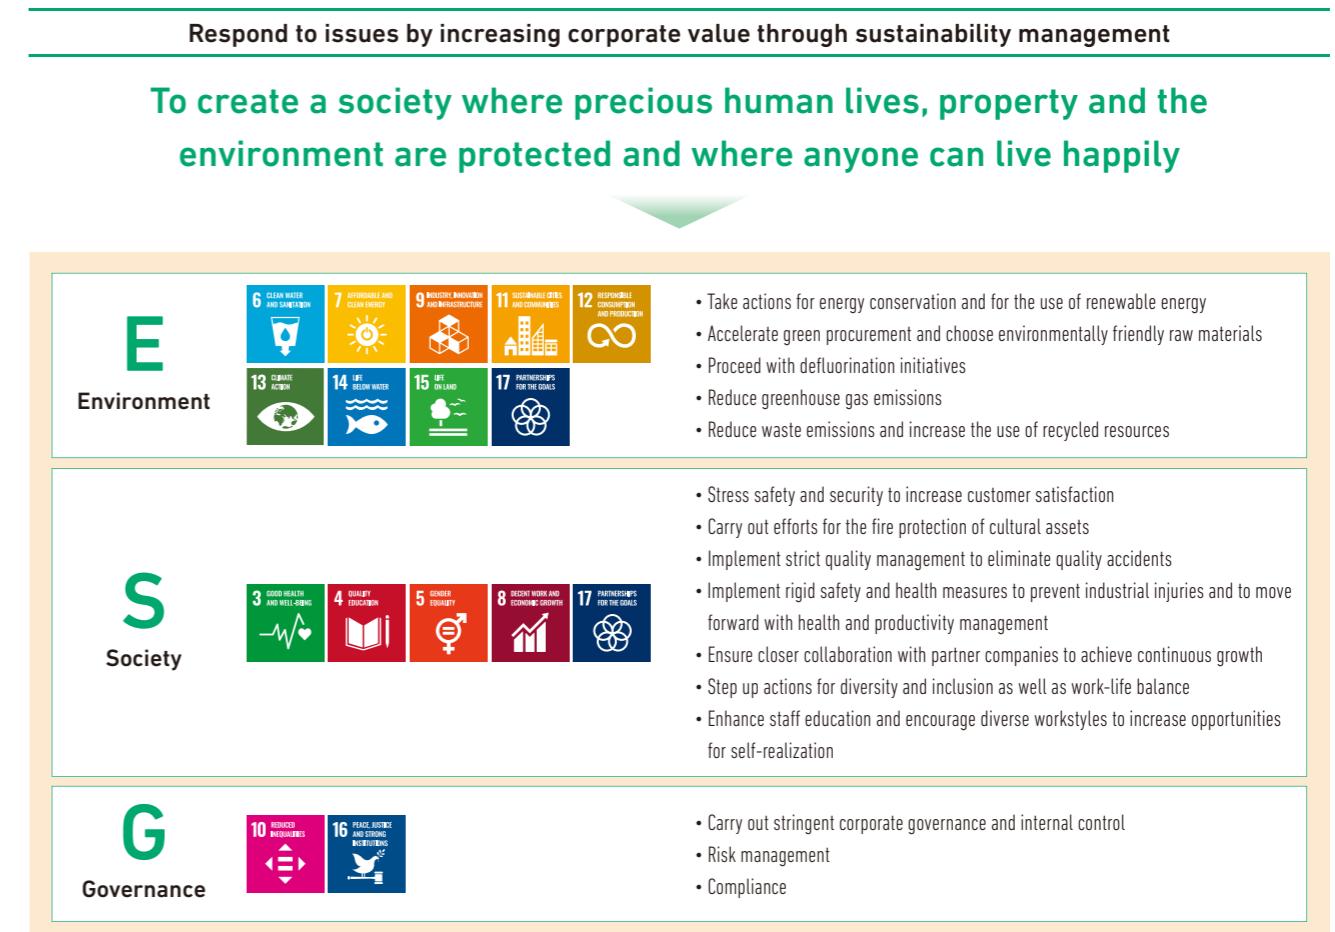 Respond to issues by increasing corporate value through sustainability management
To create a society where precious human lives, property and the
environment are protected and where anyone can live happily
E
Environment
6 CLEAN WATER
AND SANITATION
7 AFFORDABLE AND
CLEAN ENERGY
9 INDUSTRY, INNOVATION
AND INFRASTRUCTURE
11 SUSTAINABLE CITIES
AND COMMUNITIES
12 RESPONSIBLE
CONSUMPTION
AND PRODUCTION
13 CLIMATE
ACTION
14 LIFE
BELOW WATER
15 LIFE
ON LAND
17 PARTNERSHIPS
FOR THE GOALS
• Take actions for energy conservation and for the use of renewable energy
• Accelerate green procurement and choose environmentally friendly raw materials
• Proceed with defluorination initiatives
• Reduce greenhouse gas emissions
• Reduce waste emissions and increase the use of recycled resources
S
Society
3 GOOD HEALTH
AND WELL-BEING
4 QUALITY
EDUCATION
5 GENDER
EQUALITY
8 DECENT WORK AND
ECONOMIC GROWTH
17 PARTNERSHIPS
FOR THE GOALS
• Stress safety and security to increase customer satisfaction
• Carry out efforts for the fire protection of cultural assets
• Implement strict quality management to eliminate quality accidents
• Implement rigid safety and health measures to prevent industrial injuries and to move
forward with health and productivity management
• Ensure closer collaboration with partner companies to achieve continuous growth
• Step up actions for diversity and inclusion as well as work-life balance
• Enhance staff education and encourage diverse workstyles to increase opportunities
for self-realization
G
Governance
10 REDUCED
INEQUALITIES
16 PEACE, JUSTICE
AND STRONG
INSTITUTIONS
• Carry out stringent corporate governance and internal control
• Risk management
• Compliance